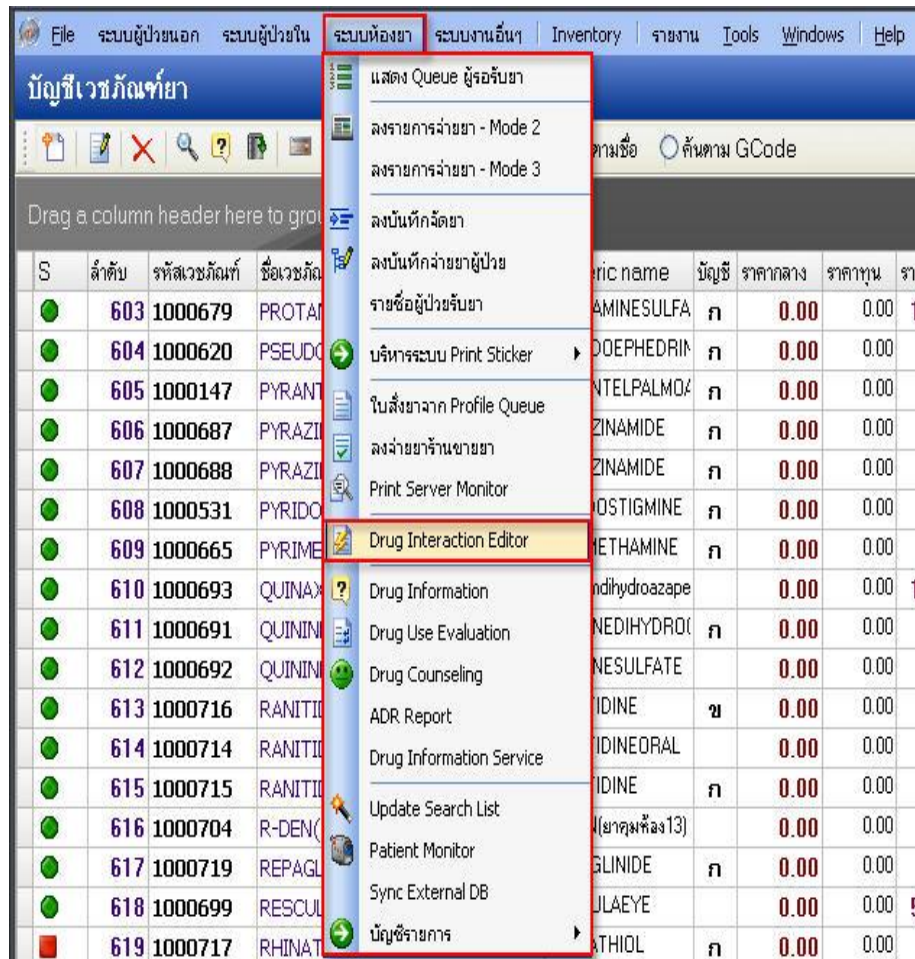 File ระบบผู้ป่วยนอก ระบบผู้ป่วยใน ระบบห้องยา ระบบงานอื่นๆ Inventory รายงาน Tools Windows Help
บัญชีเวชภัณฑ์ยา
ตามชื่อ ค้นตาม GCode
Drag a column header here to grou
S ลำดับ รหัสเวชภัณฑ์ ชื่อเวชภัณ eric name บัญชี ราคากลาง ราคาทุน
603 1000679 PROTAM AMINESULFA ก 0.00 0.00
604 1000620 PSEUDO DOEPHEDRIN ก 0.00 0.00
605 1000147 PYRANT NTELPALMOA ก 0.00 0.00
606 1000687 PYRAZI ZINAMIDE ก 0.00 0.00
607 1000688 PYRAZI ZINAMIDE ก 0.00 0.00
608 1000531 PYRIDO OSTIGMINE ก 0.00 0.00
609 1000665 PYRIME ETHAMINE ก 0.00 0.00
610 1000693 QUINAX ndihydroazape 0.00 0.00
611 1000691 QUININ NEDIHYDRO ก 0.00 0.00
612 1000692 QUININ NESULFATE 0.00 0.00
613 1000716 RANITI IDINE ข 0.00 0.00
614 1000714 RANITI IDINEORAL 0.00 0.00
615 1000715 RANITI IDINE ก 0.00 0.00
616 1000704 R-DEN( N(ยาคุมห้อง13) 0.00 0.00
617 1000719 REPAGL GLINIDE ก 0.00 0.00
618 1000699 RESCUL ULAEYE 0.00 0.00
619 1000717 RHINAT ATHIOL ก 0.00 0.00
แสดง Queue ผู้รอรับยา
ลงรายการจ่ายยา - Mode 2
ลงรายการจ่ายยา - Mode 3
ลงบันทึกจัดยา
ลงบันทึกจ่ายยาผู้ป่วย
รายชื่อผู้ป่วยรับยา
บริหารระบบ Print Sticker
ใบสั่งยาจาก Profile Queue
ลงจ่ายยาร้านขายยา
Print Server Monitor
Drug Interaction Editor
Drug Information
Drug Use Evaluation
Drug Counseling
ADR Report
Drug Information Service
Update Search List
Patient Monitor
Sync External DB
บัญชีรายการ